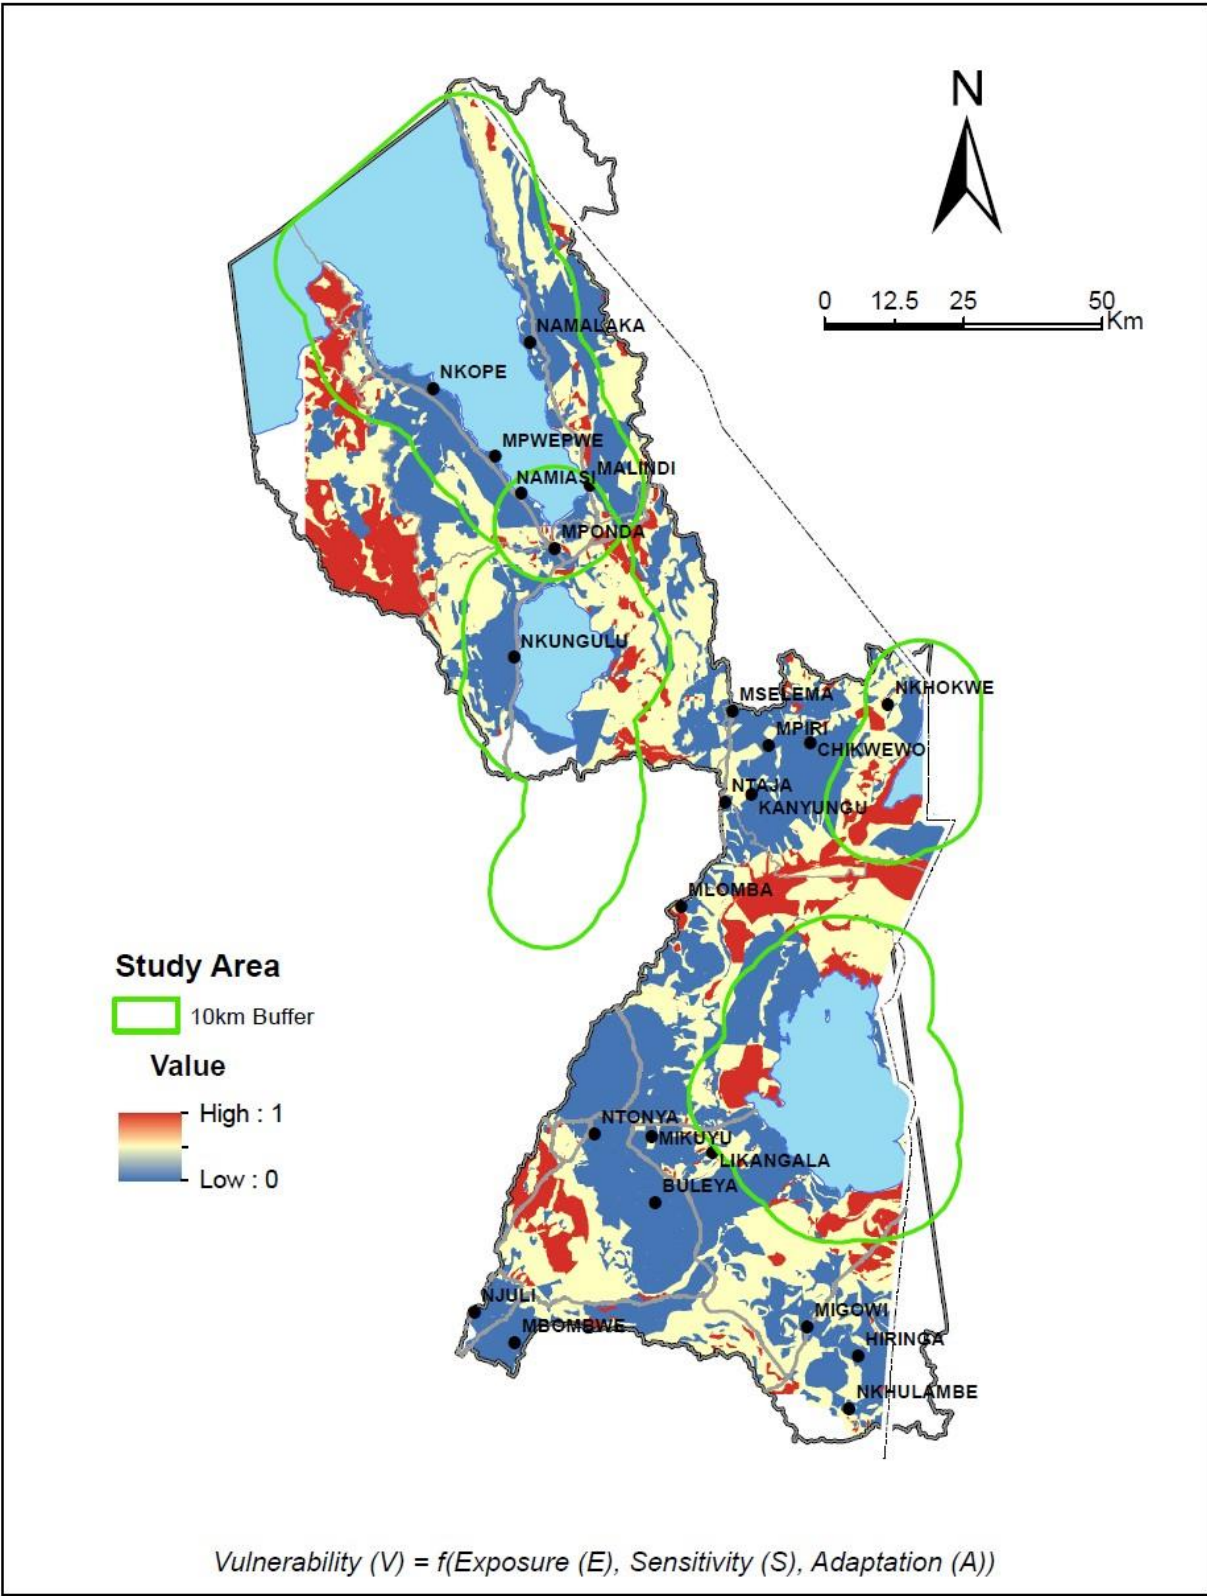 N
0 12.5 25 50
Km
NAMALAKA
NKOPE
MPWEPWE
MALINDI
NAMIASI
MPONDA
NKUNGULU
NKHOKWE
MSELEMA
MPIRI
CHIKWEWO
NTAJA
KANYUNGU
MLOMBA
Study Area
10km Buffer
Value
High : 1
Low : 0
NTONYA
MIKUYU
LIKANGALA
BULEYA
NJULI
MIGOWI
MBOMBWE
HIRINGA
NKHULAMBE
Vulnerability (V) = f(Exposure (E), Sensitivity (S), Adaptation (A))